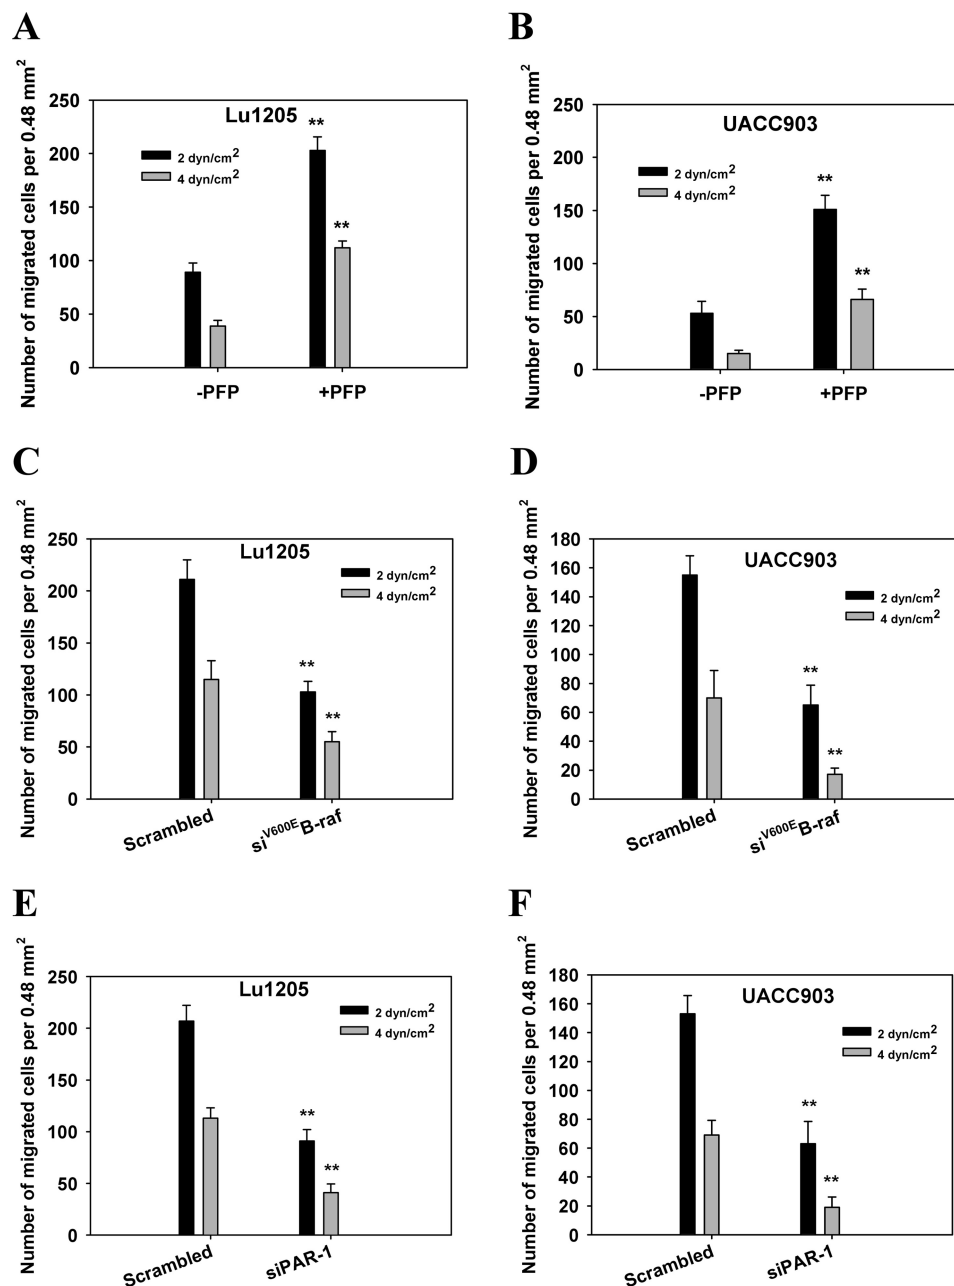 A
Number of migrated cells per 0.48 mm²
250
200
150
100
50
0
Lu1205
2 dyn/cm²
4 dyn/cm²
**
**
-PFP
+PFP
B
Number of migrated cells per 0.48 mm²
250
200
150
100
50
0
UACC903
2 dyn/cm²
4 dyn/cm²
**
**
-PFP
+PFP
C
Number of migrated cells per 0.48 mm²
250
200
150
100
50
0
Lu1205
2 dyn/cm²
4 dyn/cm²
**
**
Scrambled
siV600EB-raf
D
Number of migrated cells per 0.48 mm²
180
160
140
120
100
80
60
40
20
0
UACC903
2 dyn/cm²
4 dyn/cm²
**
**
Scrambled
siV600EB-raf
E
Number of migrated cells per 0.48 mm²
250
200
150
100
50
0
Lu1205
2 dyn/cm²
4 dyn/cm²
**
**
Scrambled
siPAR-1
F
Number of migrated cells per 0.48 mm²
180
160
140
120
100
80
60
40
20
0
UACC903
2 dyn/cm²
4 dyn/cm²
**
**
Scrambled
siPAR-1